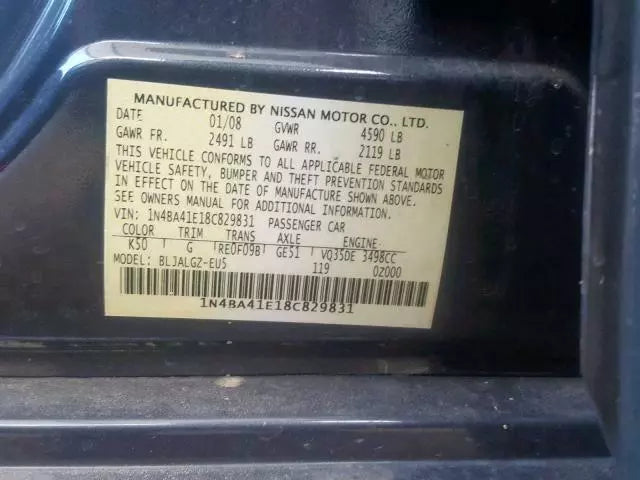 MANUFACTURED BY NISSAN MOTOR CO., LTD.
DATE 01/08 GVWR 4590 LB
GAWR FR. 2491 LB GAWR RR. 2119 LB
THIS VEHICLE CONFORMS TO ALL APPLICABLE FEDERAL MOTOR
VEHICLE SAFETY, BUMPER AND THEFT PREVENTION STANDARDS
IN EFFECT ON THE DATE OF MANUFACTURE SHOWN ABOVE.
SEE OWNERS MANUAL FOR ADDITIONAL INFORMATION.
VIN: 1N4BA41E18C829831 PASSENGER CAR
COLOR TRIM TRANS AXLE ENGINE
K50 G RE0F09B GE51 VQ35DE 3498CC
MODEL: BLJALGZ-EU5 119 0Z000
1N4BA41E18C829831